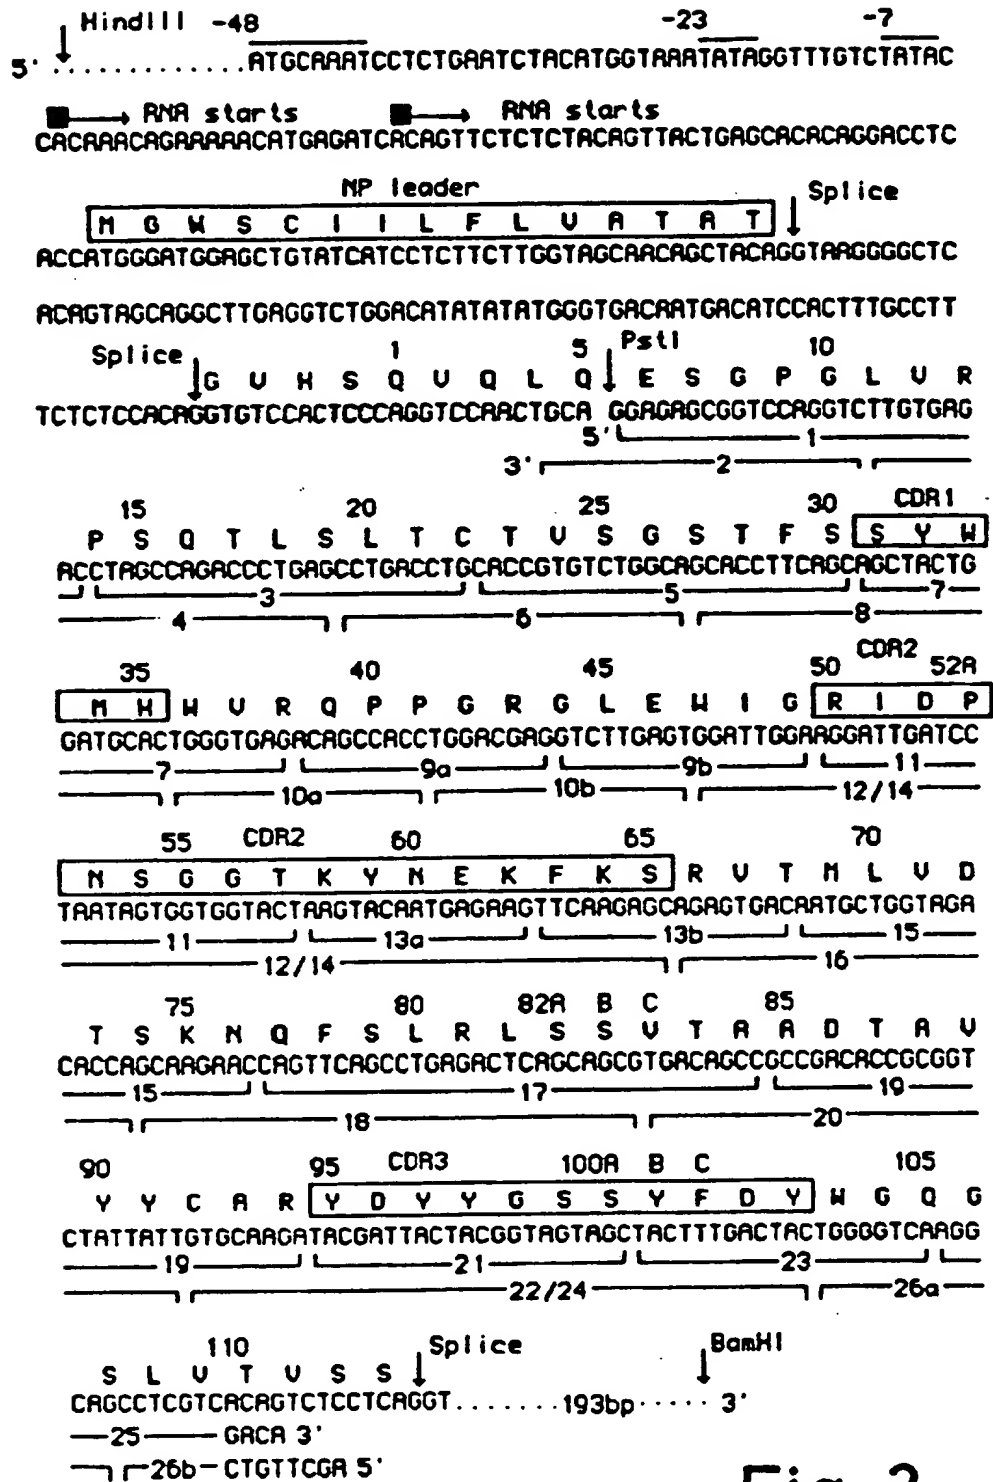 HindIII -48 -23 -7
5' ............ATGCAAATCCTCTGAATCTACATGGTAAATATAGGTTTGTCTATAC
RNA starts RNA starts
CACAAACAGAAAAACATGAGATCACAGTTCTCTCTACAGTTACTGAGCACACAGGACCTC
NP leader Splice
M G W S C I I L F L V A T A T
ACCATGGGATGGAGCTGTATCATCCTCTTCTTGGTAGCAACAGCTACAGGTAAGGGGCTC
ACAGTAGCAGGCTTGAGGTCTGGACATATATATGGGTGACAATGACATCCACTTTGCCTT
Splice 1 5 PstI 10
G V H S Q V Q L Q E S G P G L V R
TCTCTCCACAGGTGTCCACTCCCAGGTCCAACTGCA GGAGAGCGGTCCAGGTCTTGTGAG
5' 1
3' 2
15 20 25 30 CDR1
P S Q T L S L T C T V S G S T F S S Y W
ACCTAGCCAGACCCTGAGCCTGACCTGCACCGTGTCTGGCAGCACCTTCAGCAGCTACTG
3 5 7
4 6 8
35 40 45 50 CDR2 52A
M H W V R Q P P G R G L E W I G R I D P
GATGCACTGGGTGAGACAGCCACCTGGACGAGGTCTTGAGTGGATTGGAAGGATTGATCC
7 9a 9b 11
10a 10b 12/14
55 CDR2 60 65 70
N S G G T K Y N E K F K S R V T M L V D
TAATAGTGGTGGTACTAAGTACAATGAGAAGTTCAAGAGCAGAGTGACAATGCTGGTAGA
11 13a 13b 15
12/14 16
75 80 82A B C 85
T S K N Q F S L R L S S V T A A D T A V
CACCAGCAAGAACCAGTTCAGCCTGAGACTCAGCAGCGTGACAGCCGCCGACACCGCGGT
15 17 19
18 20
90 95 CDR3 100A B C 105
Y Y C A R Y D Y Y G S S Y F D Y W G Q G
CTATTATTGTGCAAGATACGATTACTACGGTAGTAGCTACTTTGACTACTGGGGTCAAGG
19 21 23
22/24 26a
110 Splice BamHI
S L V T V S S
CAGCCTCGTCACAGTCTCCTCAGGT.......193bp..... 3'
25 GACA 3'
26b CTGTTCGA 5'